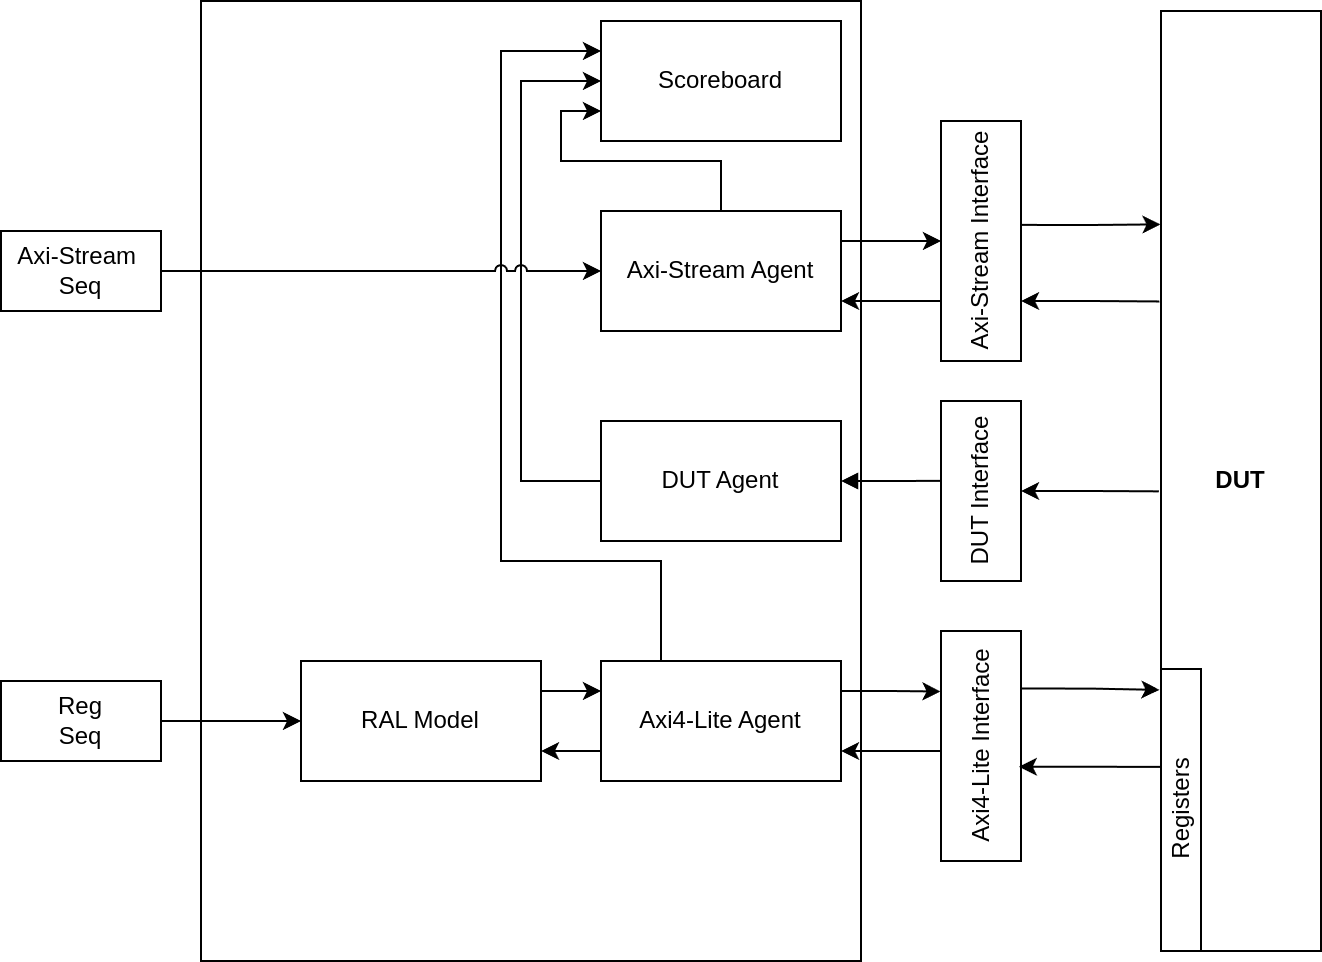 Scoreboard
Axi-Stream
Seq
Axi-Stream Agent
Axi-Stream Interface
DUT Agent
DUT Interface
DUT
Reg
Seq
RAL Model
Axi4-Lite Agent
Axi4-Lite Interface
Registers